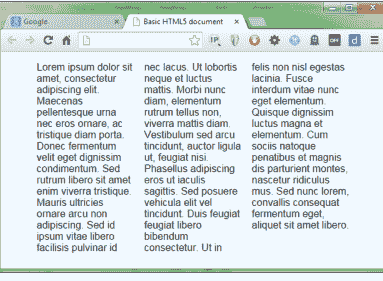 Google
Basic HTML5 document
Lorem ipsum dolor sit
amet, consectetur
adipiscing elit.
Maecenas
pellentesque urna
nec eros ornare, ac
tristique diam porta.
Donec fermentum
velit eget dignissim
condimentum. Sed
rutrum libero sit amet
enim viverra tristique.
Mauris ultricies
ornare arcu non
adipiscing. Sed id
ipsum vitae libero
facilisis pulvinar id
nec lacus. Ut lobortis
neque et luctus
mattis. Morbi nunc
diam, elementum
rutrum tellus non,
viverra mattis diam.
Vestibulum sed arcu
tincidunt, auctor ligula
ut, feugiat nisi.
Phasellus adipiscing
eros ut iaculis
sagittis. Sed posuere
vehicula elit vel
tincidunt. Duis feugiat
feugiat libero
bibendum
consectetur. Ut in
felis non nisl egestas
lacinia. Fusce
interdum vitae nunc
eget elementum.
Quisque dignissim
luctus magna et
elementum. Cum
sociis natoque
penatibus et magnis
dis parturient montes,
nascetur ridiculus
mus. Sed nunc lorem,
convallis consequat
fermentum eget,
aliquet sit amet libero.